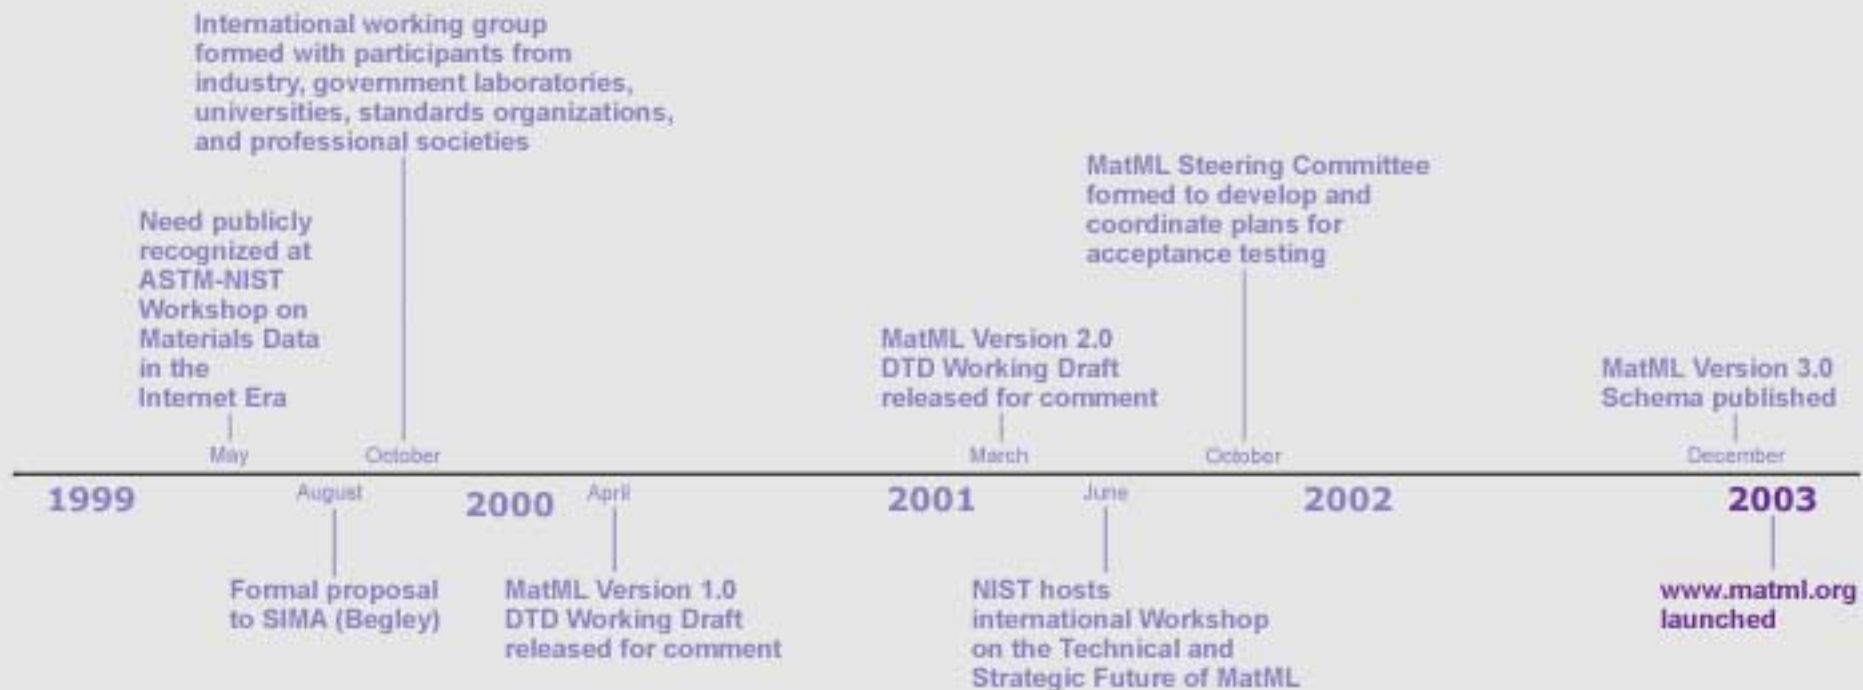 International working group
formed with participants from
industry, government laboratories,
universities, standards organizations,
and professional societies
MatML Steering Committee
formed to develop and
coordinate plans for
acceptance testing
Need publicly
recognized at
ASTM-NIST
Workshop on
Materials Data
in the
Internet Era
MatML Version 2.0
DTD Working Draft
released for comment
MatML Version 3.0
Schema published
May
October
March
October
December
1999
August
2000
April
2001
June
2002
2003
Formal proposal
to SIMA (Begley)
MatML Version 1.0
DTD Working Draft
released for comment
NIST hosts
international Workshop
on the Technical and
Strategic Future of MatML
www.matml.org
launched